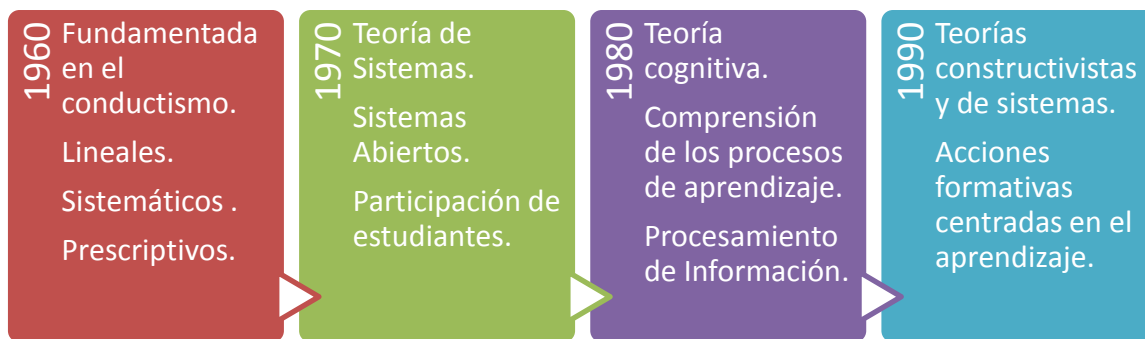 1960
Fundamentada
en el
conductismo.
Lineales.
Sistemáticos .
Prescriptivos.
1970
Teoría de
Sistemas.
Sistemas
Abiertos.
Participación de
estudiantes.
1980
Teoría
cognitiva.
Comprensión
de los procesos
de aprendizaje.
Procesamiento
de Información.
1990
Teorías
constructivistas
y de sistemas.
Acciones
formativas
centradas en el
aprendizaje.